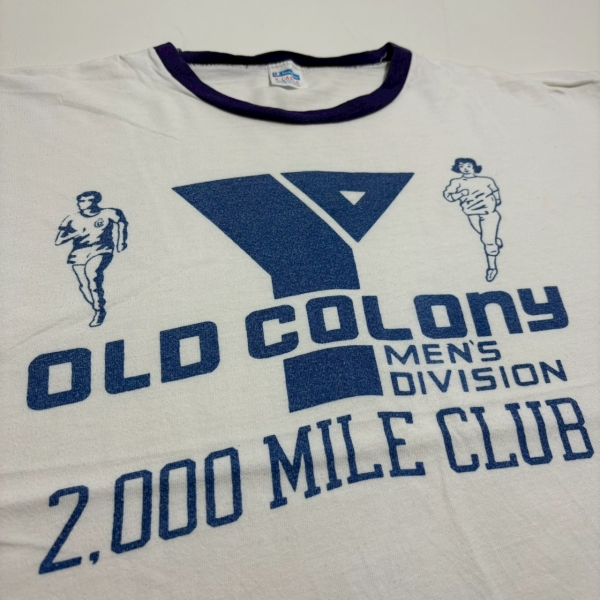 Y
OLD COLONY
MEN'S
DIVISION
2,000 MILE CLUB